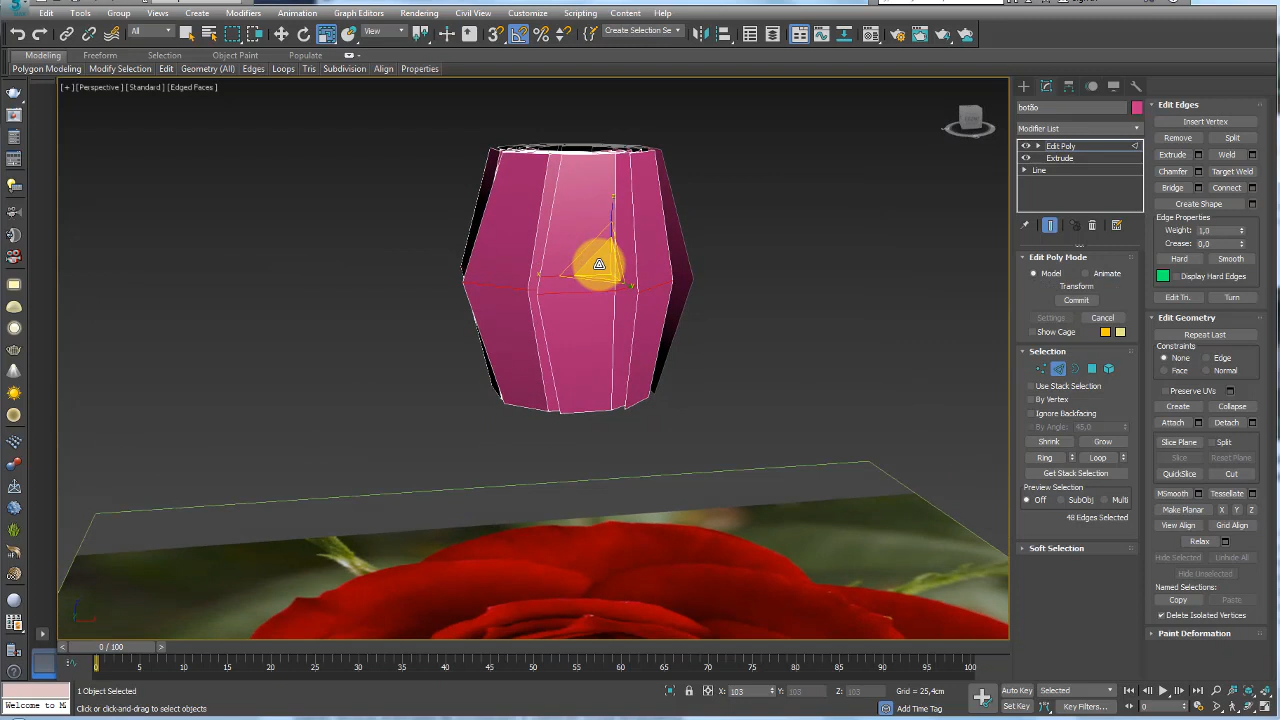 Edit Tools Group Views Create Modifiers Animation Graph Editors Rendering Civil View Customize Scripting Content Help
All View Create Selection Se
Modeling Freeform Selection Object Paint Populate
Polygon Modeling Modify Selection Edit Geometry (All) Edges Loops Tris Subdivision Align Properties
[+] [Perspective] [Standard] [Edged Faces]
botão
Modifier List
Edit Poly
Extrude
Line
Edit Poly Mode
Model Animate
Transform
Commit
Settings Cancel
Show Cage
Selection
Use Stack Selection
By Vertex
Ignore Backfacing
By Angle: 45,0
Shrink Grow
Ring Loop
Get Stack Selection
Preview Selection
Off SubObj Multi
48 Edges Selected
Soft Selection
Edit Edges
Insert Vertex
Remove Split
Extrude Weld
Chamfer Target Weld
Bridge Connect
Create Shape
Edge Properties
Weight: 1,0
Crease: 0,0
Hard Smooth
Display Hard Edges
Edit Tri. Turn
Edit Geometry
Repeat Last
Constraints
None Edge
Face Normal
Preserve UVs
Create Collapse
Attach Detach
Slice Plane Split
Slice Reset Plane
QuickSlice Cut
MSmooth Tessellate
Make Planar X Y Z
View Align Grid Align
Relax
Hide Selected Unhide All
Hide Unselected
Named Selections:
Copy Paste
Delete Isolated Vertices
Paint Deformation
0 / 100
0 5 10 15 20 25 30 35 40 45 50 55 60 65 70 75 80 85 90 95 100
1 Object Selected
X: 103 Y: 103 Z: 103 Grid = 25,4cm
Auto Key Selected
Welcome to M
Click or click-and-drag to select objects
Add Time Tag
Set Key Key Filters... 0